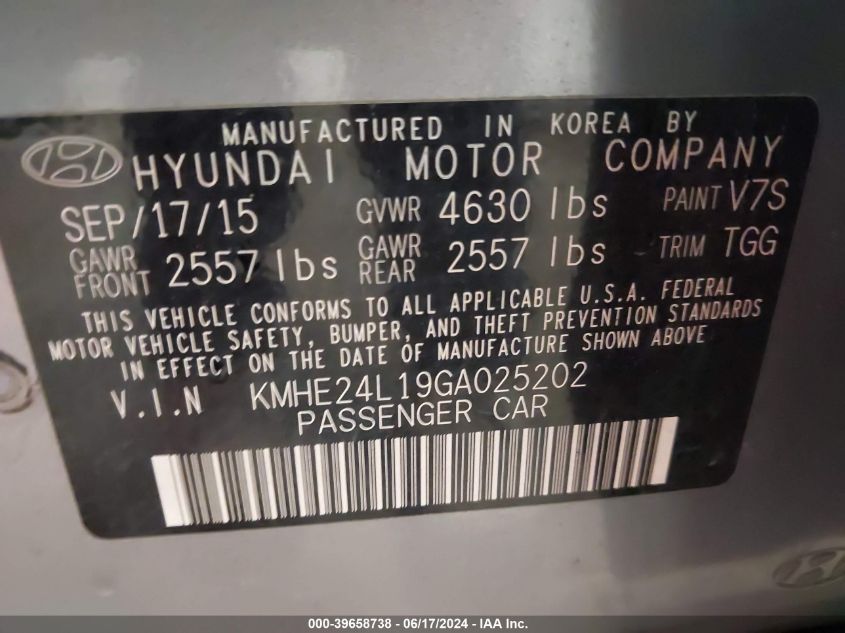 MANUFACTURED IN KOREA BY
HYUNDAI MOTOR COMPANY
SEP/17/15 GVWR 4630 lbs PAINT V7S
GAWR FRONT 2557 lbs GAWR REAR 2557 lbs TRIM TGG
THIS VEHICLE CONFORMS TO ALL APPLICABLE U.S.A. FEDERAL
MOTOR VEHICLE SAFETY, BUMPER, AND THEFT PREVENTION STANDARDS
IN EFFECT ON THE DATE OF MANUFACTURE SHOWN ABOVE
V.I.N KMHE24L19GA025202
PASSENGER CAR
000-39658738 - 06/17/2024 - IAA Inc.